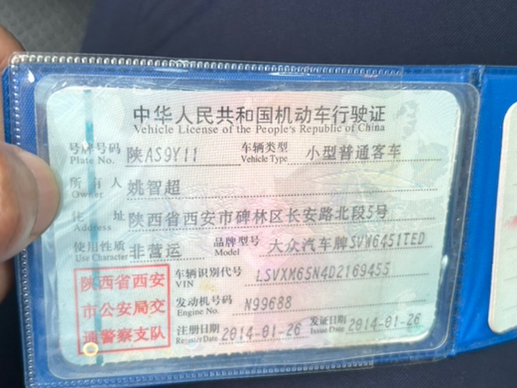 中华人民共和国机动车行驶证
Vehicle License of the People's Republic of China
号牌号码 陕AS9Y11 车辆类型 小型普通客车
Plate No. Vehicle Type
所有人 姚智超
Owner
住址 陕西省西安市碑林区长安路北段5号
Address
使用性质 非营运 品牌型号 大众汽车牌SVW6451TED
Use Character Model
陕西省西安
市公安局交
通警察支队
车辆识别代号 LSVXM65N4D2169455
VIN
发动机号码 N99688
Engine No.
注册日期 2014-01-26 发证日期 2014-01-26
Register Date Issue Date